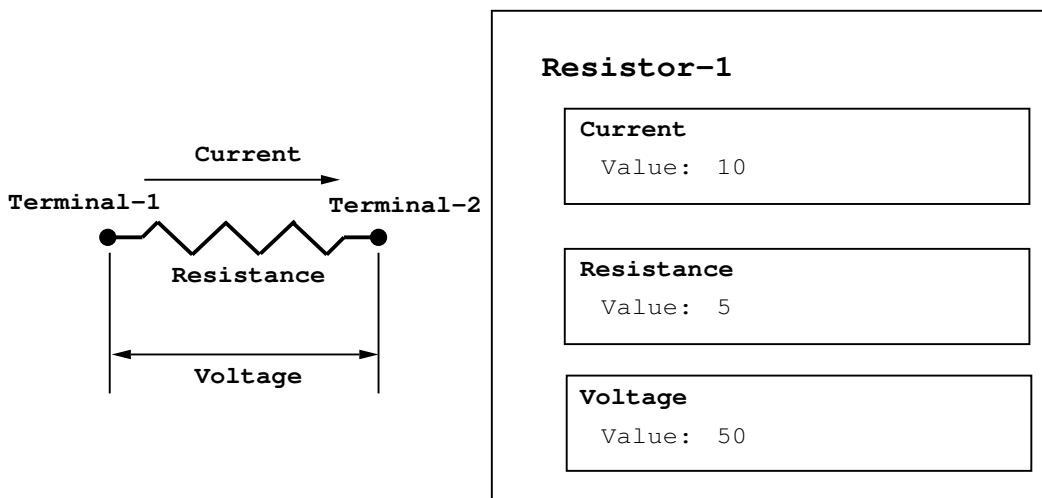 Current
Terminal-1
Terminal-2
Resistance
Voltage
Resistor-1
Current
Value: 10
Resistance
Value: 5
Voltage
Value: 50